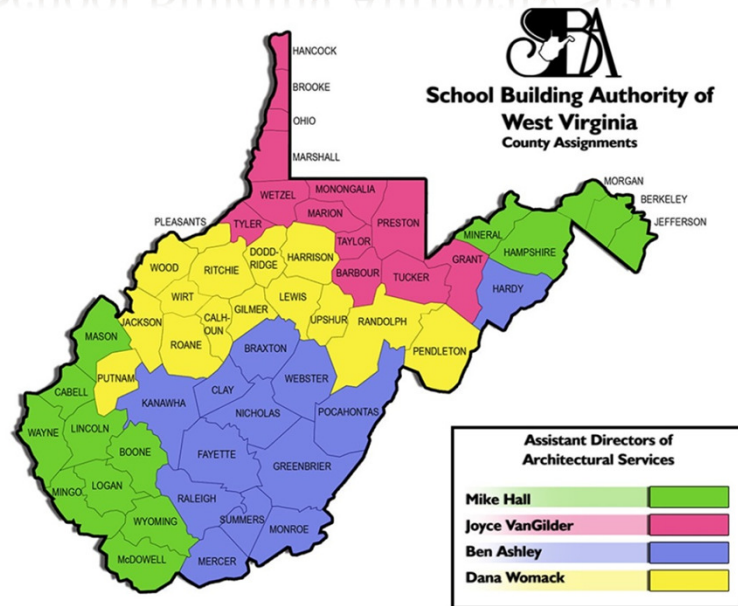 SBA
School Building Authority of
West Virginia
County Assignments
HANCOCK
BROOKE
OHIO
MARSHALL
WETZEL
MONONGALIA
MARION
PRESTON
PLEASANTS
TYLER
TAYLOR
MORGAN
BERKELEY
JEFFERSON
MINERAL
HAMPSHIRE
GRANT
HARDY
WOOD
RITCHIE
DODD-
RIDGE
HARRISON
BARBOUR
TUCKER
WIRT
LEWIS
JACKSON
CALH-
OUN
GILMER
UPSHUR
RANDOLPH
MASON
ROANE
BRAXTON
PENDLETON
PUTNAM
CABELL
KANAWHA
CLAY
WEBSTER
NICHOLAS
POCAHONTAS
WAYNE
LINCOLN
BOONE
FAYETTE
GREENBRIER
MINGO
LOGAN
RALEIGH
WYOMING
SUMMERS
MONROE
McDOWELL
MERCER
Assistant Directors of
Architectural Services
Mike Hall
Joyce VanGilder
Ben Ashley
Dana Womack